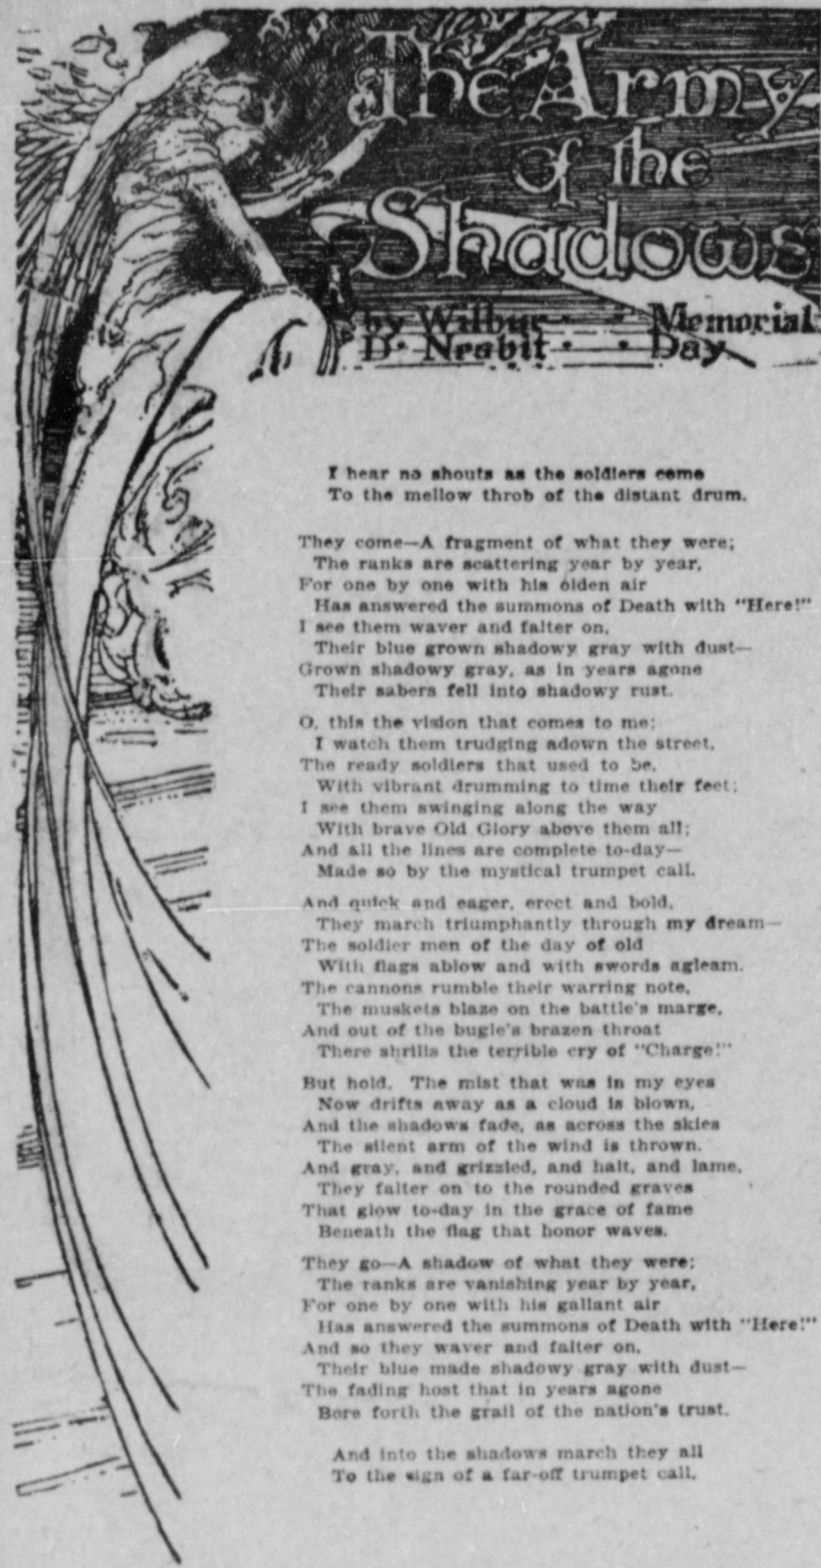 The Army
of the
Shadows
by Wilbur Memorial
D. Nesbit Day
I hear no shouts as the soldiers come
To the mellow throb of the distant drum.
They come—A fragment of what they were;
The ranks are scattering year by year,
For one by one with his olden air
Has answered the summons of Death with "Here!"
I see them waver and falter on,
Their blue grown shadowy gray with dust—
Grown shadowy gray, as in years agone
Their sabers fell into shadowy rust.
O, this the vision that comes to me;
I watch them trudging adown the street,
The ready soldiers that used to be,
With vibrant drumming to time their feet;
I see them swinging along the way
With brave Old Glory above them all;
And all the lines are complete to-day—
Made so by the mystical trumpet call.
And quick and eager, erect and bold,
They march triumphantly through my dream—
The soldier men of the day of old
With flags ablow and with swords agleam.
The cannons rumble their warring note,
The muskets blaze on the battle's marge,
And out of the bugle's brazen throat
There shrills the terrible cry of "Charge!"
But hold. The mist that was in my eyes
Now drifts away as a cloud is blown,
And the shadows fade, as across the skies
The silent arm of the wind is thrown.
And gray, and grizzled, and halt, and lame,
They falter on to the rounded graves
That glow to-day in the grace of fame
Beneath the flag that honor waves.
They go—A shadow of what they were;
The ranks are vanishing year by year,
For one by one with his gallant air
Has answered the summons of Death with "Here!"
And so they waver and falter on,
Their blue made shadowy gray with dust—
The fading host that in years agone
Bore forth the grail of the nation's trust.
And into the shadows march they all
To the sign of a far-off trumpet call.